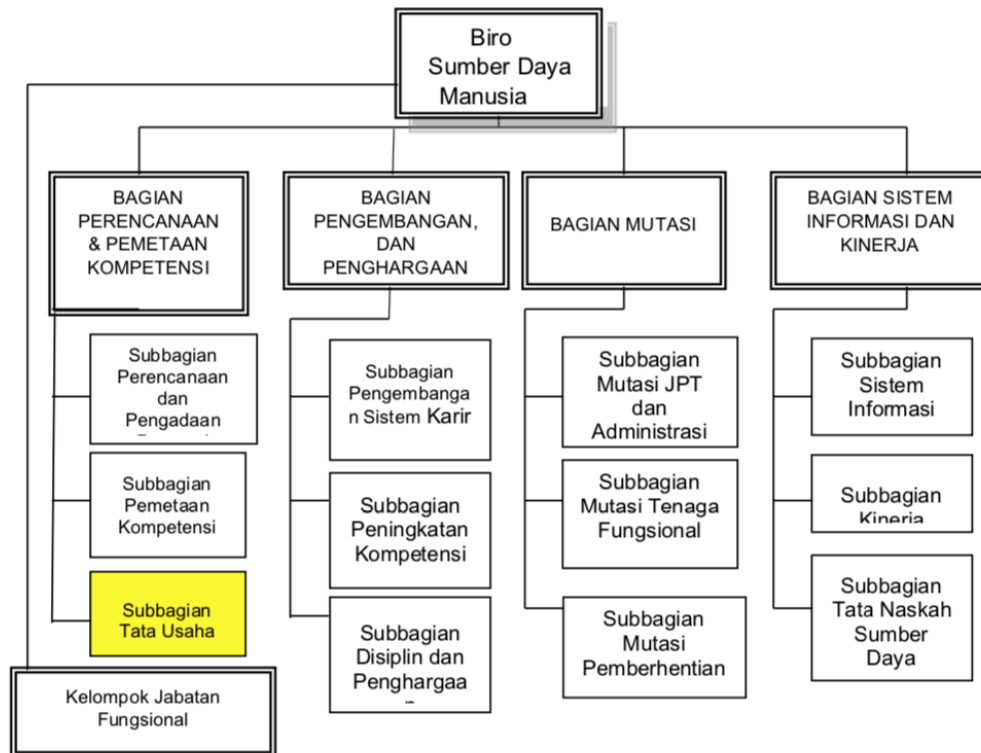 Biro
Sumber Daya
Manusia
BAGIAN
PERENCANAAN
& PEMETAAN
KOMPETENSI
BAGIAN
PENGEMBANGAN,
DAN
PENGHARGAAN
BAGIAN MUTASI
BAGIAN SISTEM
INFORMASI DAN
KINERJA
Subbagian
Perencanaan
dan
Pengadaan
Subbagian
Pemetaan
Kompetensi
Subbagian
Tata Usaha
Kelompok Jabatan
Fungsional
Subbagian
Pengembanga
n Sistem Karir
Subbagian
Peningkatan
Kompetensi
Subbagian
Disiplin dan
Penghargaa
n
Subbagian
Mutasi JPT
dan
Administrasi
Subbagian
Mutasi Tenaga
Fungsional
Subbagian
Mutasi
Pemberhentian
Subbagian
Sistem
Informasi
Subbagian
Kinerja
Subbagian
Tata Naskah
Sumber
Daya